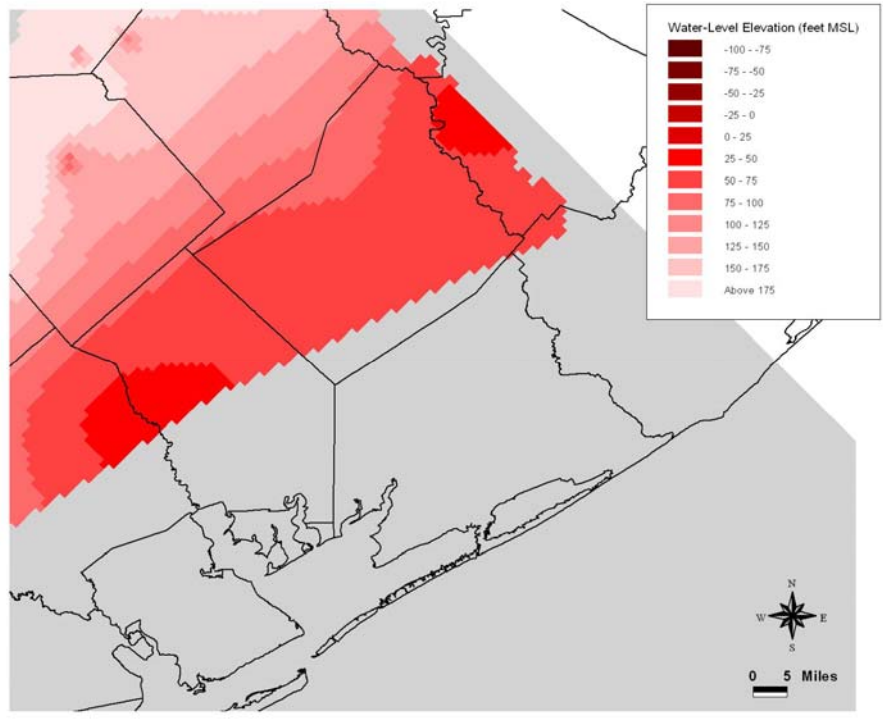 Water-Level Elevation (feet MSL)
-100 - -75
-75 - -50
-50 - -25
-25 - 0
0 - 25
25 - 50
50 - 75
75 - 100
100 - 125
125 - 150
150 - 175
Above 175
N
W E
S
0 5 Miles